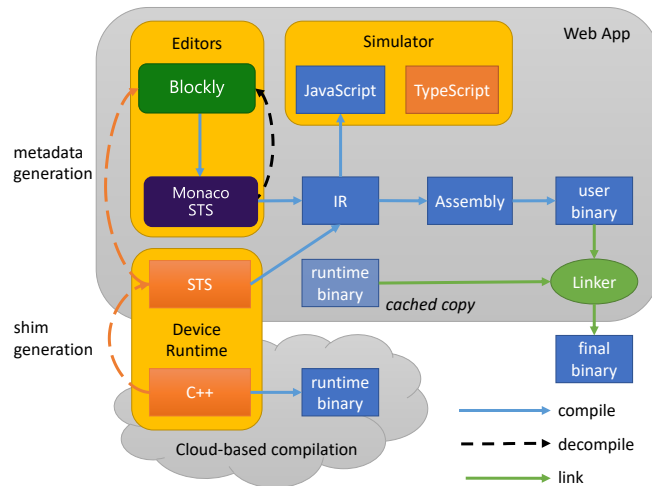 Editors
Simulator
Web App
Blockly
JavaScript
TypeScript
metadata
generation
Monaco
STS
IR
Assembly
user
binary
STS
runtime
binary
Linker
cached copy
shim
generation
Device
Runtime
final
binary
C++
runtime
binary
compile
Cloud-based compilation
decompile
link